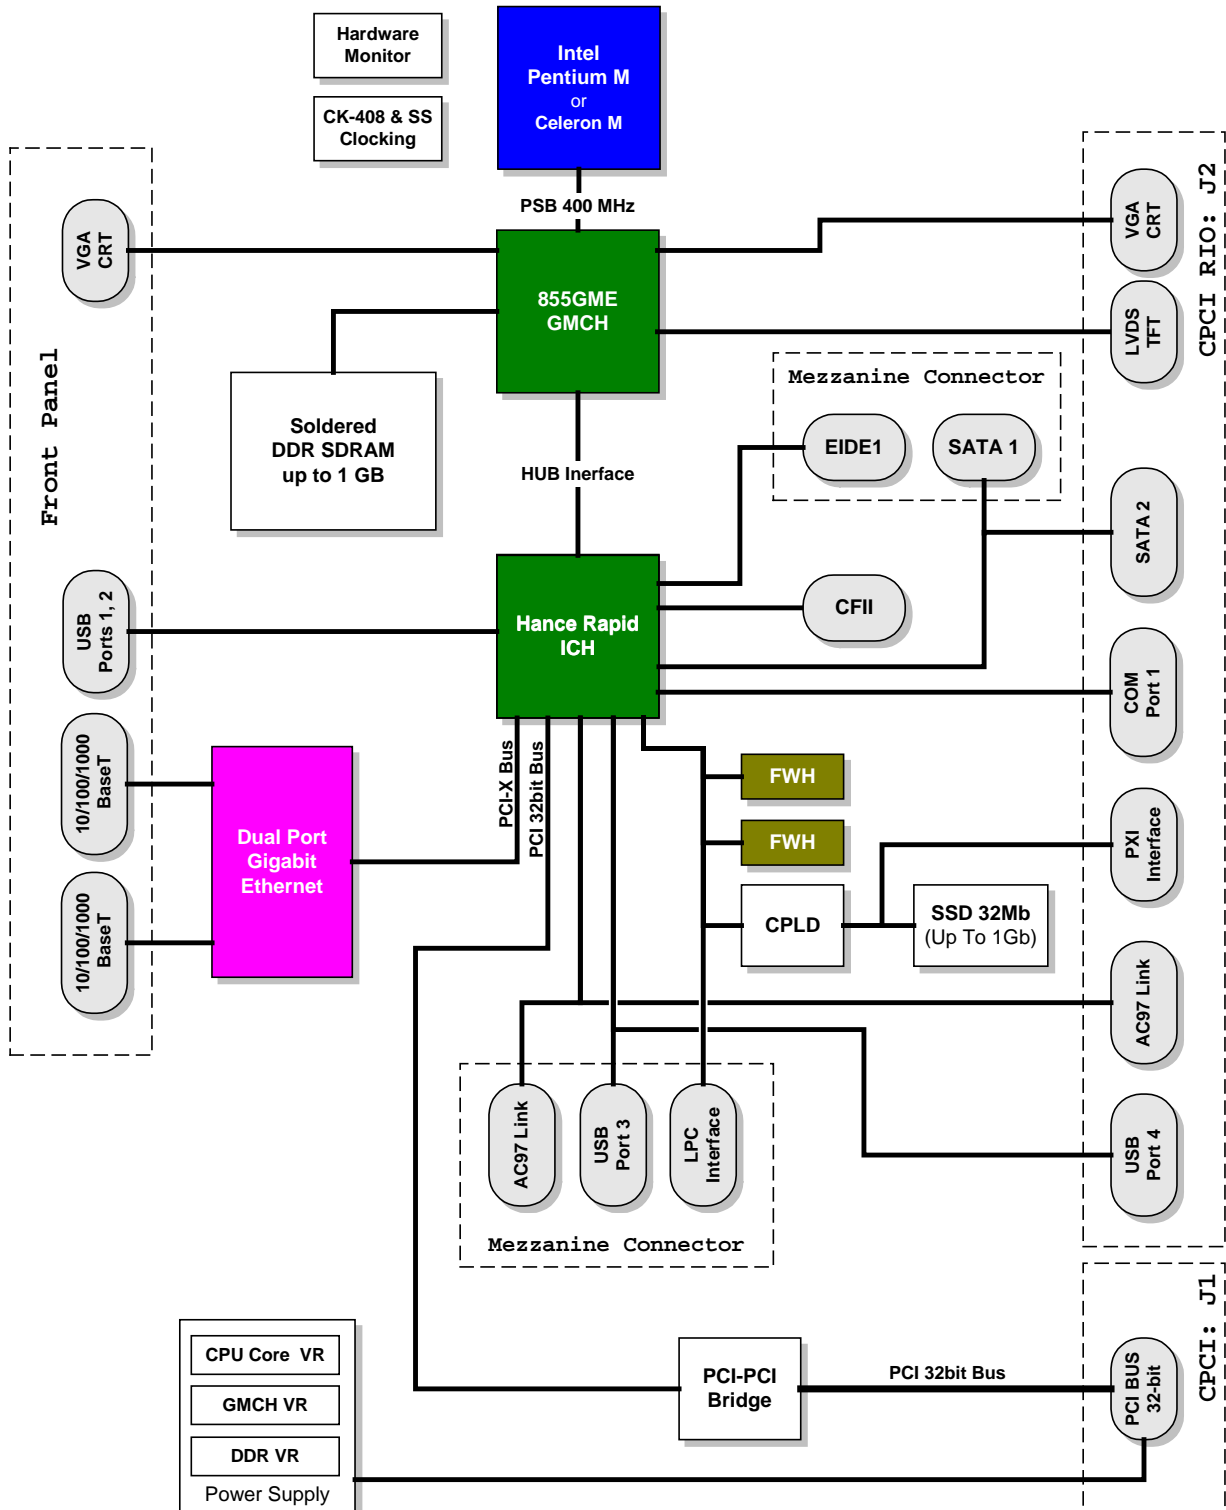 Hardware
Monitor
CK-408 & SS
Clocking
Intel
Pentium M
or
Celeron M
PSB 400 MHz
855GME
GMCH
Soldered
DDR SDRAM
up to 1 GB
HUB Inerface
Hance Rapid
ICH
Front Panel
VGA
CRT
USB
Ports 1, 2
10/100/1000
BaseT
10/100/1000
BaseT
Dual Port
Gigabit
Ethernet
PCI-X Bus
PCI 32bit Bus
Mezzanine Connector
EIDE1
SATA 1
CFII
FWH
FWH
CPLD
SSD 32Mb
(Up To 1Gb)
CPCI RIO: J2
VGA
CRT
LVDS
TFT
SATA 2
COM
Port 1
PXI
Interface
AC97 Link
USB
Port 4
AC97 Link
USB
Port 3
LPC
Interface
Mezzanine Connector
CPU Core VR
GMCH VR
DDR VR
Power Supply
PCI-PCI
Bridge
PCI 32bit Bus
CPCI: J1
PCI BUS
32-bit